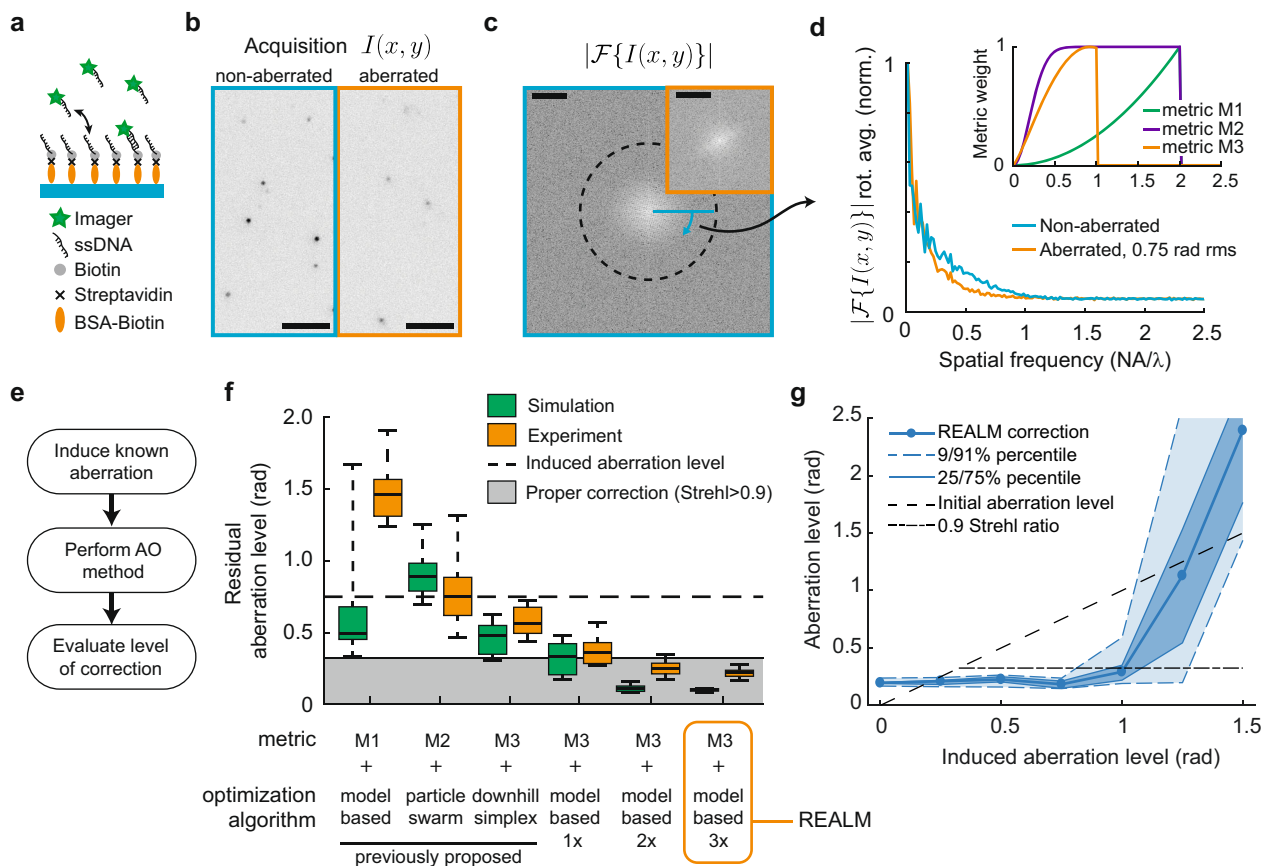 a
Imager
ssDNA
Biotin
Streptavidin
BSA-Biotin
b
Acquisition I(x, y)
non-aberrated
aberrated
c
|ℱ{I(x, y)}|
d
|ℱ{I(x, y)}| rot. avg. (norm.)
1
0
0
0.5
1
1.5
2
2.5
Spatial frequency (NA/λ)
Metric weight
1
0
0
0.5
1.0
1.5
2
2.5
metric M1
metric M2
metric M3
Non-aberrated
Aberrated, 0.75 rad rms
e
Induce known
aberration
Perform AO
method
Evaluate level
of correction
f
Residual
aberration level (rad)
2.0
1.5
1.0
0.5
0
Simulation
Experiment
Induced aberration level
Proper correction (Strehl>0.9)
metric
M1 M2 M3 M3 M3 M3
+ + + + + +
optimization
algorithm
model
based
particle
swarm
downhill
simplex
model
based
1x
model
based
2x
model
based
3x
previously proposed
REALM
g
Aberration level (rad)
2.5
2
1.5
1
0.5
0
REALM correction
9/91% percentile
25/75% percentile
Initial aberration level
0.9 Strehl ratio
0
0.5
1
1.5
Induced aberration level (rad)